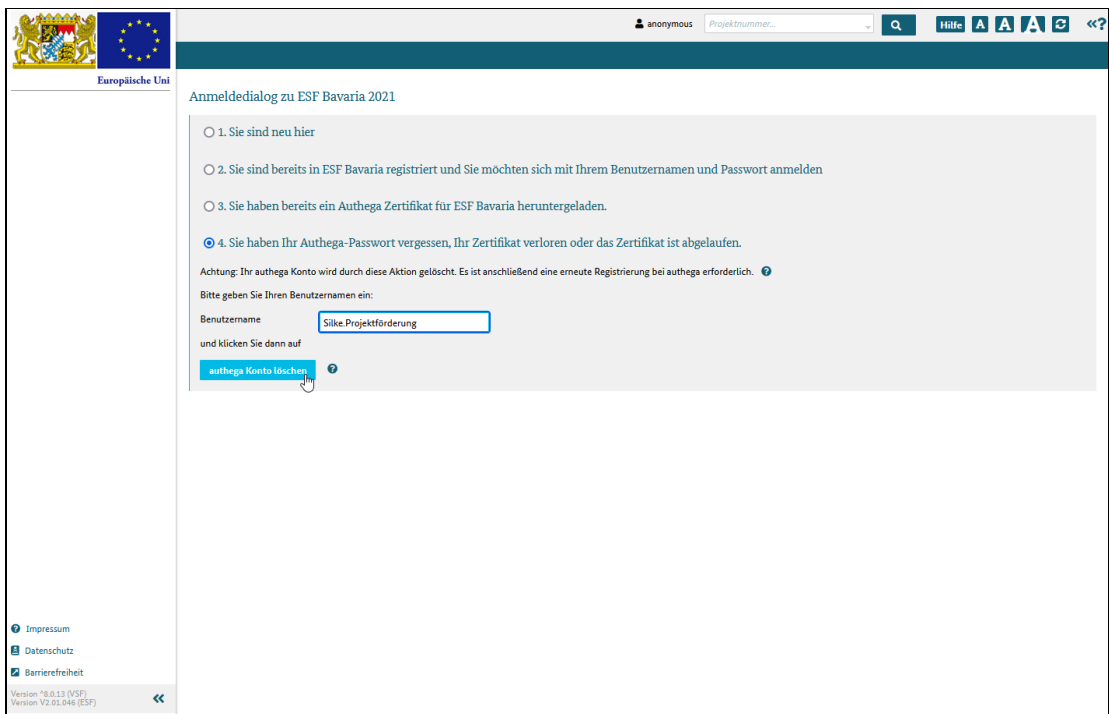 anonymous
Projektnummer...
Hilfe A A A
«?
Europäische Uni
Anmeldedialog zu ESF Bavaria 2021
1. Sie sind neu hier
2. Sie sind bereits in ESF Bavaria registriert und Sie möchten sich mit Ihrem Benutzernamen und Passwort anmelden
3. Sie haben bereits ein Authega Zertifikat für ESF Bavaria heruntergeladen.
4. Sie haben Ihr Authega-Passwort vergessen, Ihr Zertifikat verloren oder das Zertifikat ist abgelaufen.
Achtung: Ihr authega Konto wird durch diese Aktion gelöscht. Es ist anschließend eine erneute Registrierung bei authega erforderlich.
Bitte geben Sie Ihren Benutzernamen ein:
Benutzername
Silke.Projektförderung
und klicken Sie dann auf
authega Konto löschen
Impressum
Datenschutz
Barrierefreiheit
Version ^8.0.13 (VSF)
Version V2.01.046 (ESF)